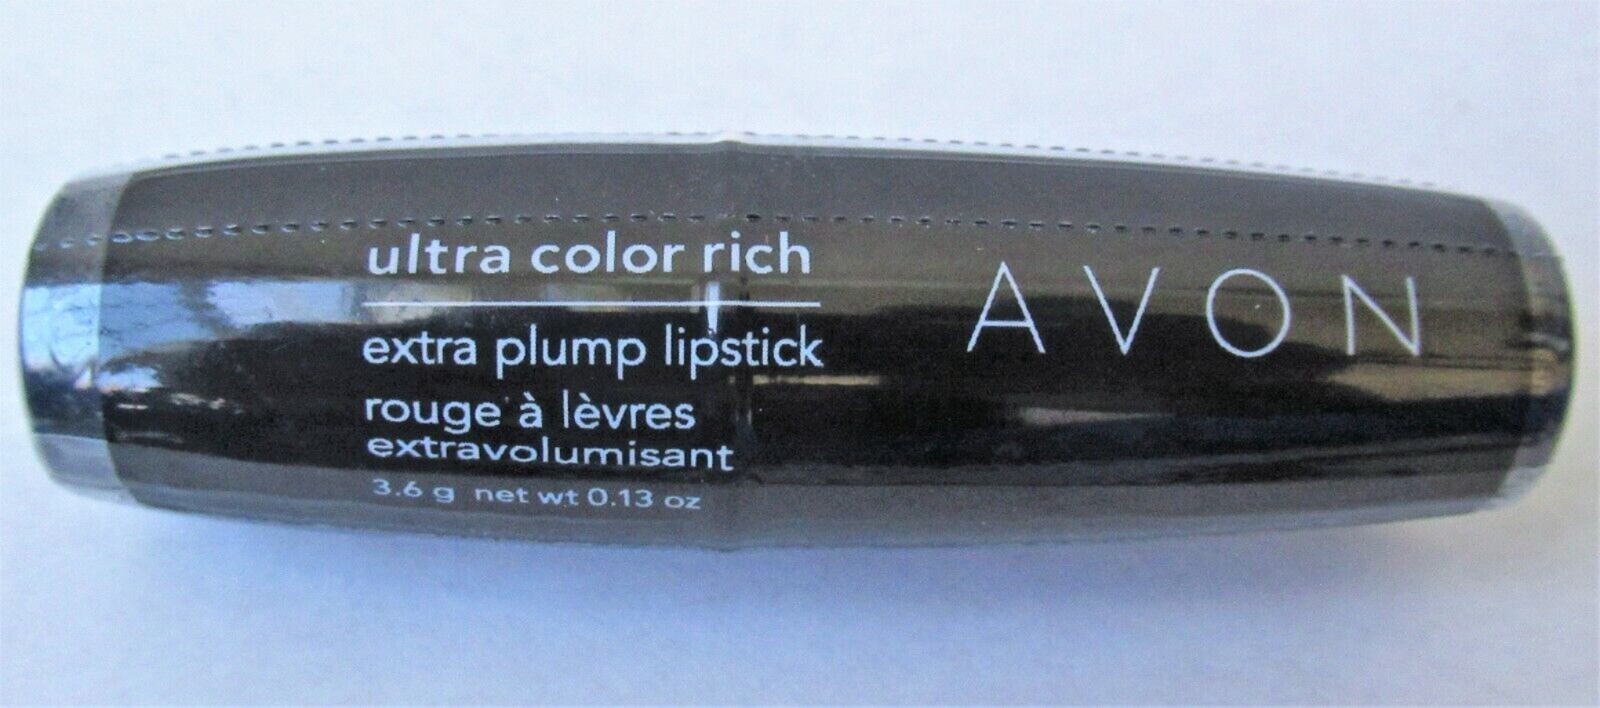 ultra color rich
extra plump lipstick
rouge à lèvres
extravolumisant
3.6 g net wt 0.13 oz
AVON